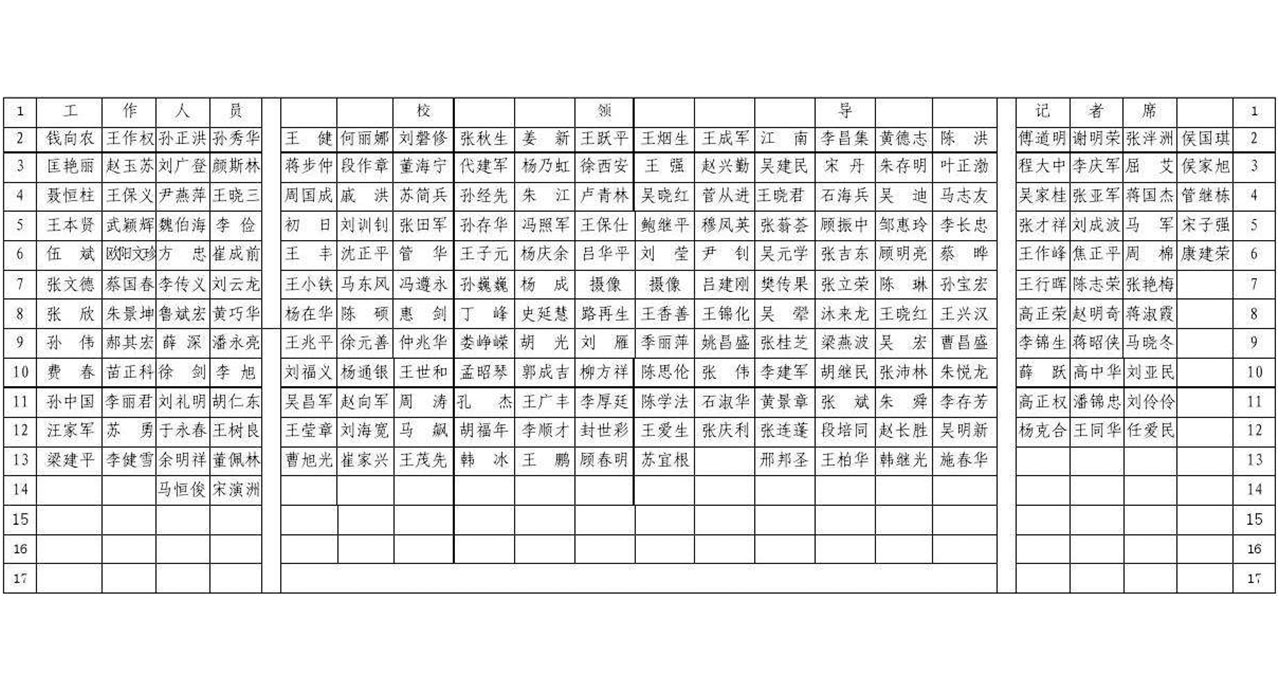 1 工 作 人 员 校 领 导 记 者 席 1
2 钱向农 王作权 孙正洪 孙秀华 王 健 何丽娜 刘磐修 张秋生 姜 新 王跃平 王烟生 王成军 江 南 李昌集 黄德志 陈 洪 傅道明 谢明荣 张泮洲 侯国琪 2
3 匡艳丽 赵玉苏 刘广登 颜斯林 蒋步仲 段作章 董海宁 代建军 杨乃虹 徐西安 王 强 赵兴勤 吴建民 宋 丹 朱存明 叶正渤 程大中 李庆军 屈 艾 侯家旭 3
4 聂恒柱 王保义 尹燕萍 王晓三 周国成 戚 洪 苏简兵 孙经先 朱 江 卢青林 吴晓红 菅从进 王晓君 石海兵 吴 迪 马志友 吴家桂 张亚军 蒋国杰 管继栋 4
5 王本贤 武颖辉 魏伯海 李 俭 初 日 刘训钊 张田军 孙存华 冯照军 王保仕 鲍继平 穆凤英 张蒻荟 顾振中 邹惠玲 李长忠 张才祥 刘成波 马 军 宋子强 5
6 伍 斌 欧阳文珍 方 忠 崔成前 王 丰 沈正平 管 华 王子元 杨庆余 吕华平 刘 莹 尹 钊 吴元学 张吉东 顾明亮 蔡 晔 王作峰 焦正平 周 棉 康建荣 6
7 张文德 蔡国春 李传义 刘云龙 王小铁 马东风 冯遵永 孙巍巍 杨 成 摄像 摄像 吕建刚 樊传果 张立荣 陈 琳 孙宝宏 王行晖 陈志荣 张艳梅 7
8 张 欣 朱景坤 鲁斌宏 黄巧华 杨在华 陈 硕 惠 剑 丁 峰 史延慧 路再生 王香善 王锦化 吴 犖 沐来龙 王晓红 王兴汉 高正荣 赵明奇 蒋淑霞 8
9 孙 伟 郝其宏 薛 深 潘永亮 王兆平 徐元善 仲兆华 娄峥嵘 胡 光 刘 雁 季丽萍 姚昌盛 张桂芝 梁燕波 吴 宏 曹昌盛 李锦生 蒋昭侠 马晓冬 9
10 费 春 苗正科 徐 剑 李 旭 刘福义 杨通银 王世和 孟昭琴 郭成吉 柳方祥 陈思伦 张 伟 李建军 胡继民 张沛林 朱悦龙 薛 跃 高中华 刘亚民 10
11 孙中国 李丽君 刘礼明 胡仁东 吴昌军 赵向军 周 涛 孔 杰 王广丰 李厚廷 陈学法 石淑华 黄景章 张 斌 朱 舜 李存芳 高正权 潘锦忠 刘伶伶 11
12 汪家军 苏 勇 于永春 王树良 王莹章 刘海宽 马 飙 胡福年 李顺才 封世彩 王爱生 张庆利 张连蓬 段培同 赵长胜 吴明新 杨克合 王同华 任爱民 12
13 梁建平 李健雪 余明祥 董佩林 曹旭光 崔家兴 王茂先 韩 冰 王 鹏 顾春明 苏宜根 邢邦圣 王柏华 韩继光 施春华 13
14 马恒俊 宋演洲 14
15 15
16 16
17 17